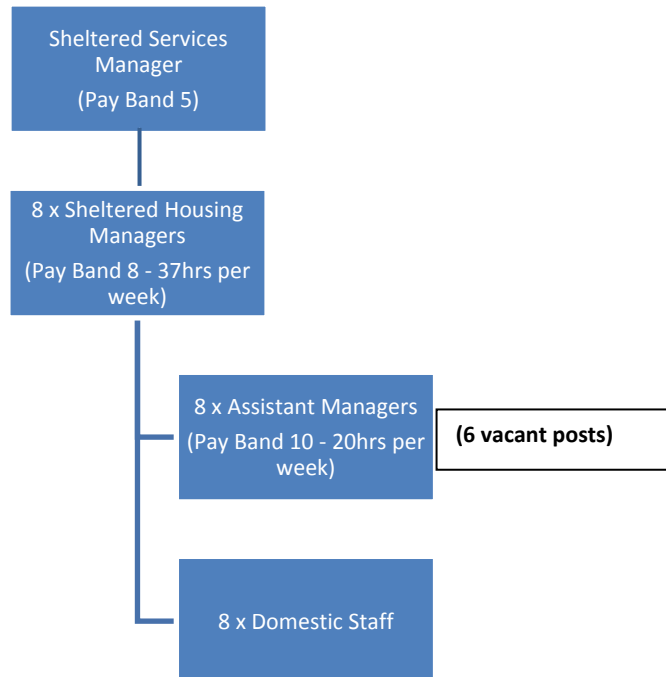 Sheltered Services
Manager
(Pay Band 5)
8 x Sheltered Housing
Managers
(Pay Band 8 - 37hrs per
week)
8 x Assistant Managers
(Pay Band 10 - 20hrs per
week)
(6 vacant posts)
8 x Domestic Staff